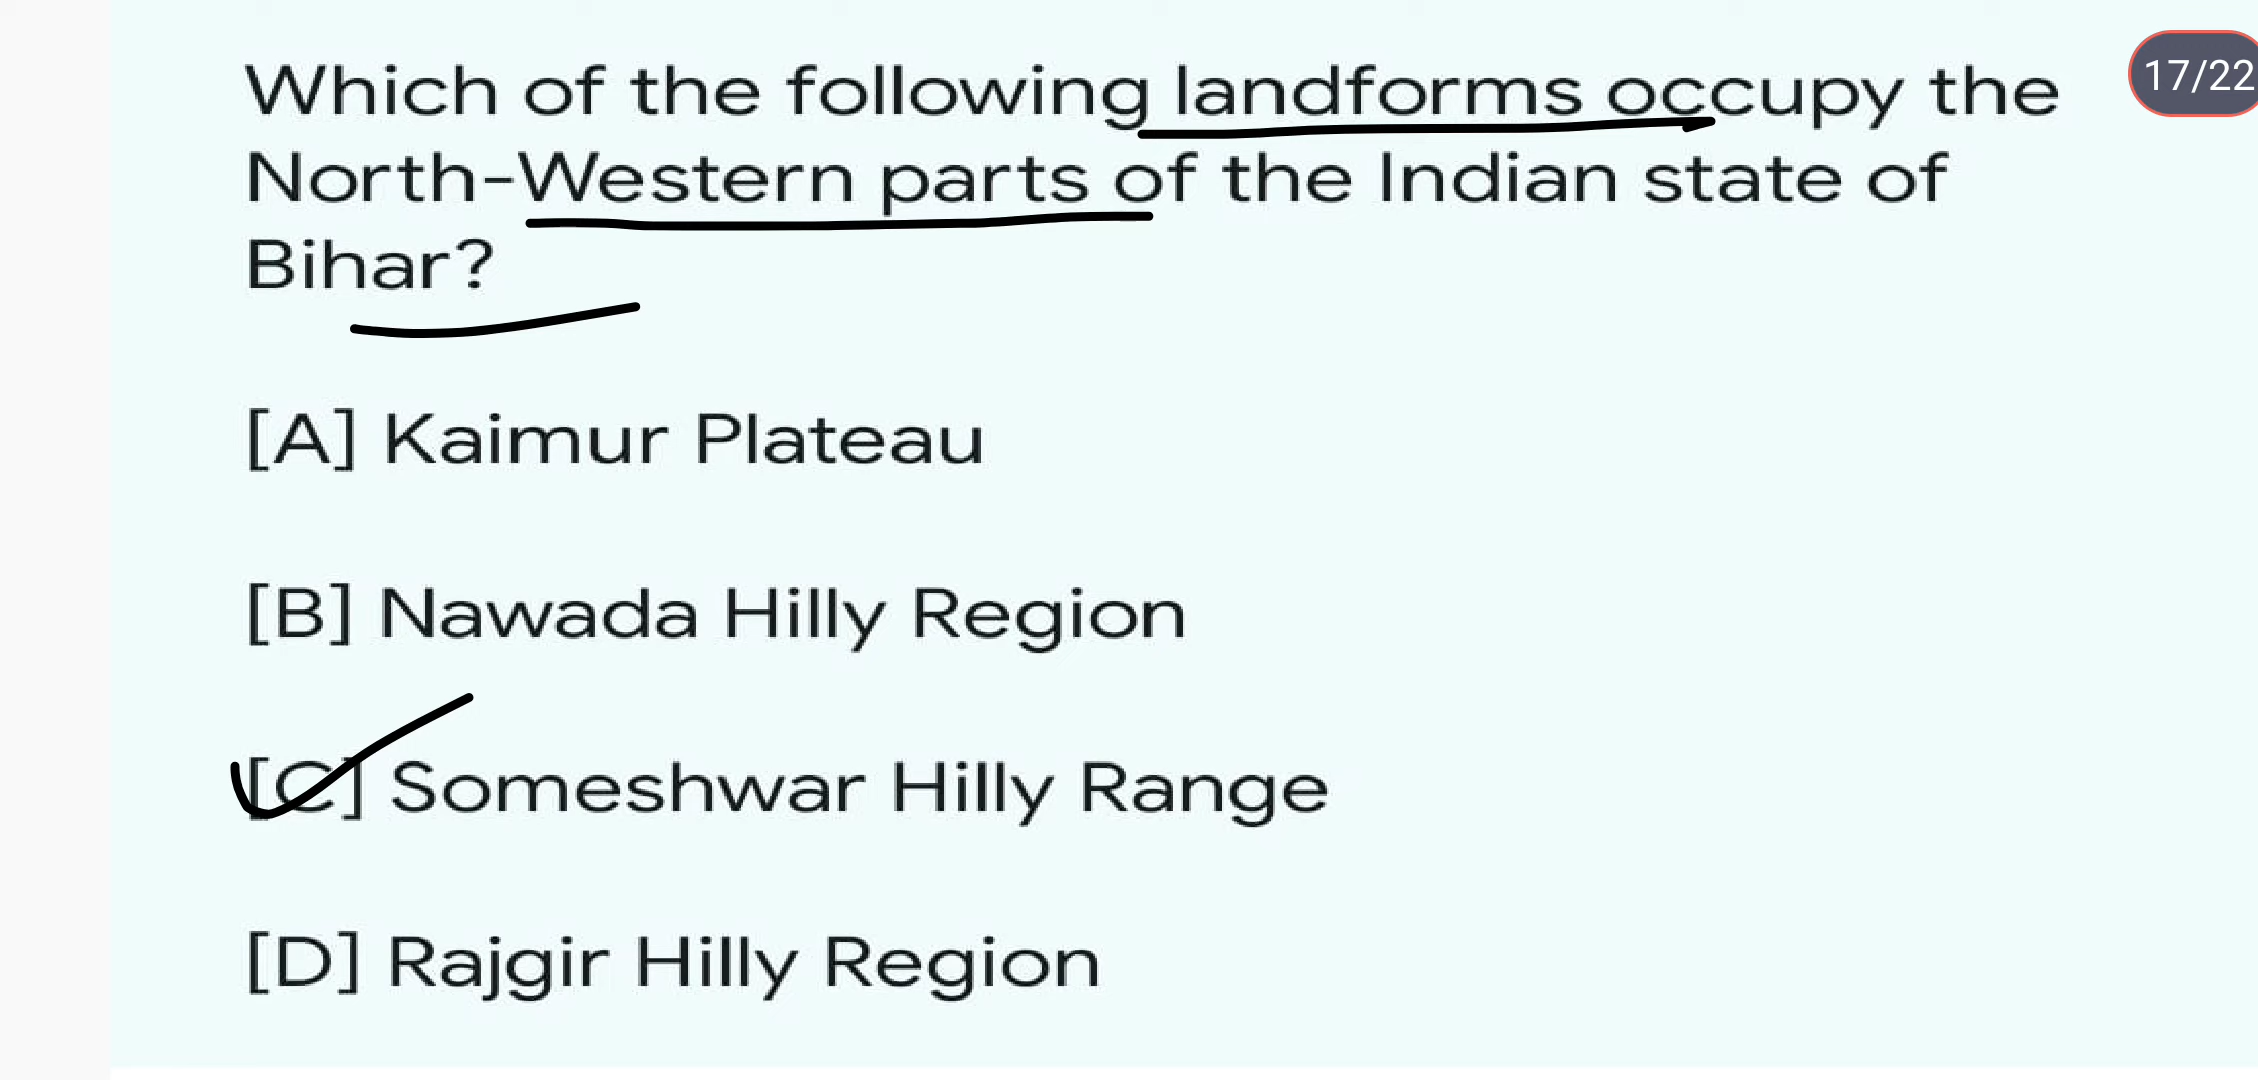 Which of the following landforms occupy the
17/22
North-Western parts of the Indian state of
Bihar?
[A] Kaimur Plateau
[B] Nawada Hilly Region
[C] Someshwar Hilly Range
[D] Rajgir Hilly Region